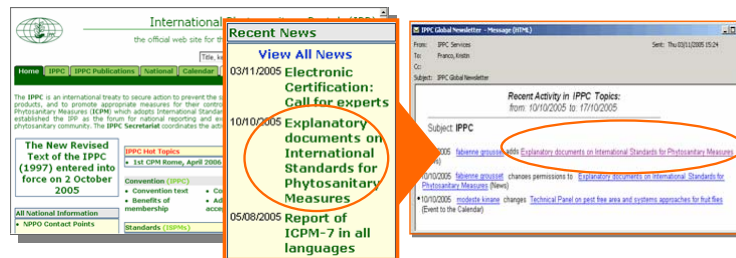 International
the official web site for th
Title, ke
Home IPPC IPPC Publications National Calendar
The IPPC is an international treaty to secure action to prevent the s
products, and to promote appropriate measures for their contro
Phytosanitary Measures (ICPM) which adopts International Standar
established the IPP as the forum for national reporting and e
phytosanitary community. The IPPC Secretariat coordinates the acti
The New Revised
Text of the IPPC
(1997) entered into
force on 2 October
2005
All National Information
• NPPO Contact Points
IPPC Hot Topics
• 1st CPM Rome, April 2006
Convention (IPPC)
• Convention text
• Co
• Benefits of
membership
• Ad
acce
Standards (ISPMs)
Recent News
View All News
03/11/2005 Electronic
Certification:
Call for experts
10/10/2005 Explanatory
documents on
International
Standards for
Phytosanitary
Measures
05/08/2005 Report of
ICPM-7 in all
languages
IPPC Global Newsletter - Message (HTML)
From: IPPC Services
Sent: Thu 03/11/2005 15:24
To: Franco, Kristin
Cc:
Subject: IPPC Global Newsletter
Recent Activity in IPPC Topics:
from: 10/10/2005 to: 17/10/2005
Subject: IPPC
2005 fabienne grousset adds Explanatory documents on International Standards for Phytosanitary Measures
s)
10/10/2005 fabienne grousset changes permissions to Explanatory documents on International Standards for
Phytosanitary Measures (News)
•10/10/2005 modeste kinane changes Technical Panel on pest free area and systems approaches for fruit flies
(Event to the Calendar)